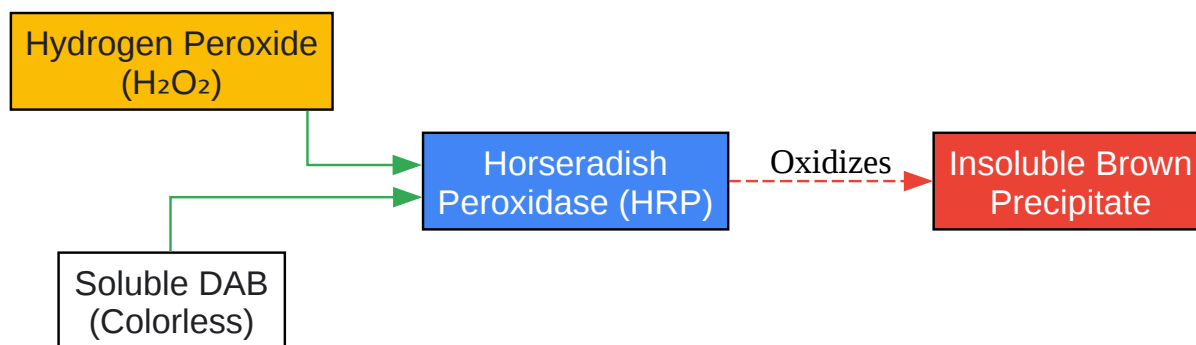 Hydrogen Peroxide
(H₂O₂)
Horseradish
Peroxidase (HRP)
Oxidizes
Insoluble Brown
Precipitate
Soluble DAB
(Colorless)